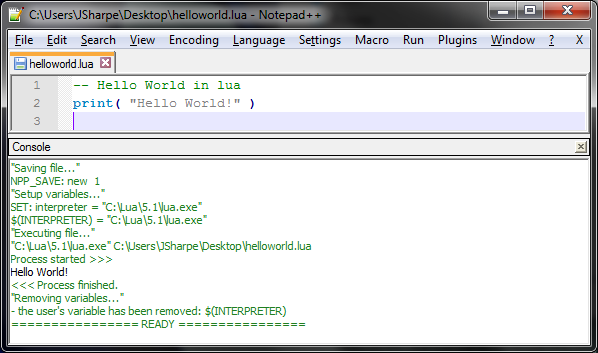 C:\Users\JSharpe\Desktop\helloworld.lua - Notepad++
File Edit Search View Encoding Language Settings Macro Run Plugins Window ? X
helloworld.lua
1 -- Hello World in lua
2 print( "Hello World!" )
3
Console
"Saving file..."
NPP_SAVE: new 1
"Setup variables..."
SET: interpreter = "C:\Lua\5.1\lua.exe"
$(INTERPRETER) = "C:\Lua\5.1\lua.exe"
"Executing file..."
"C:\Lua\5.1\lua.exe" C:\Users\JSharpe\Desktop\helloworld.lua
Process started >>>
Hello World!
<<< Process finished.
"Removing variables..."
- the user's variable has been removed: $(INTERPRETER)
================ READY ================